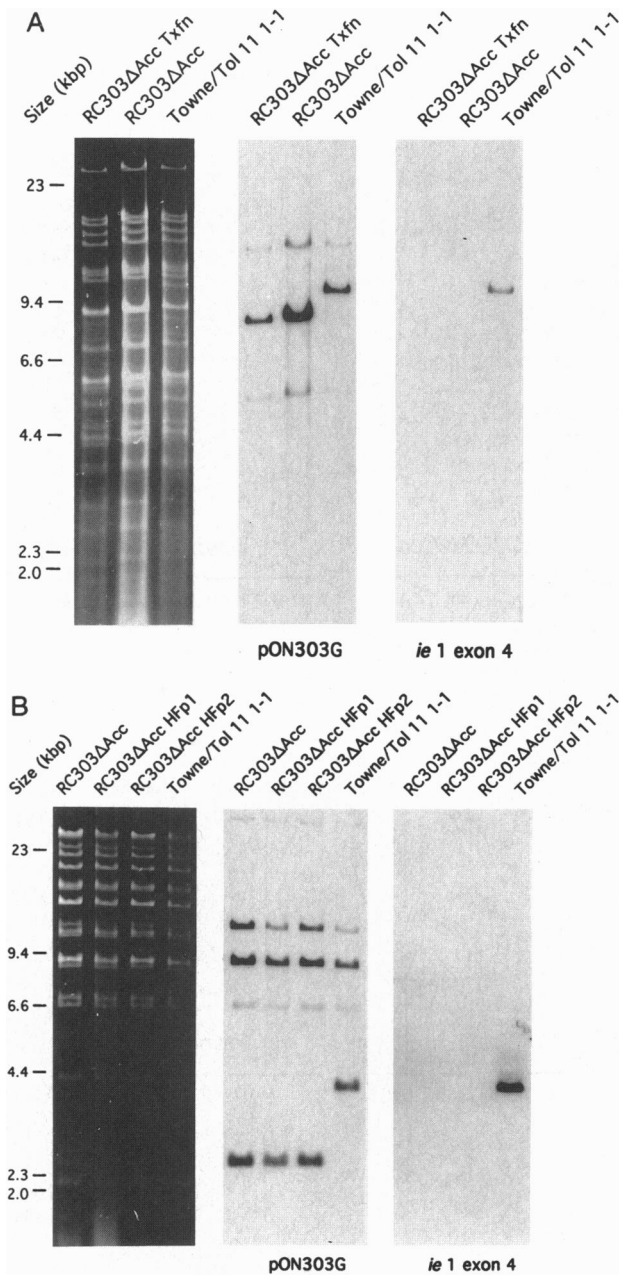 A
Size (kbp)
RC303ΔAcc Txfn
RC303ΔAcc
Towne/Tol 11 1-1
RC303ΔAcc Txfn
RC303ΔAcc
Towne/Tol 11 1-1
RC303ΔAcc Txfn
RC303ΔAcc
Towne/Tol 11 1-1
23
9.4
6.6
4.4
2.3
2.0
pON303G
ie 1 exon 4
B
Size (kbp)
RC303ΔAcc
RC303ΔAcc HFp1
RC303ΔAcc HFp2
Towne/Tol 11 1-1
RC303ΔAcc
RC303ΔAcc HFp1
RC303ΔAcc HFp2
Towne/Tol 11 1-1
RC303ΔAcc
RC303ΔAcc HFp1
RC303ΔAcc HFp2
Towne/Tol 11 1-1
23
9.4
6.6
4.4
2.3
2.0
pON303G
ie 1 exon 4